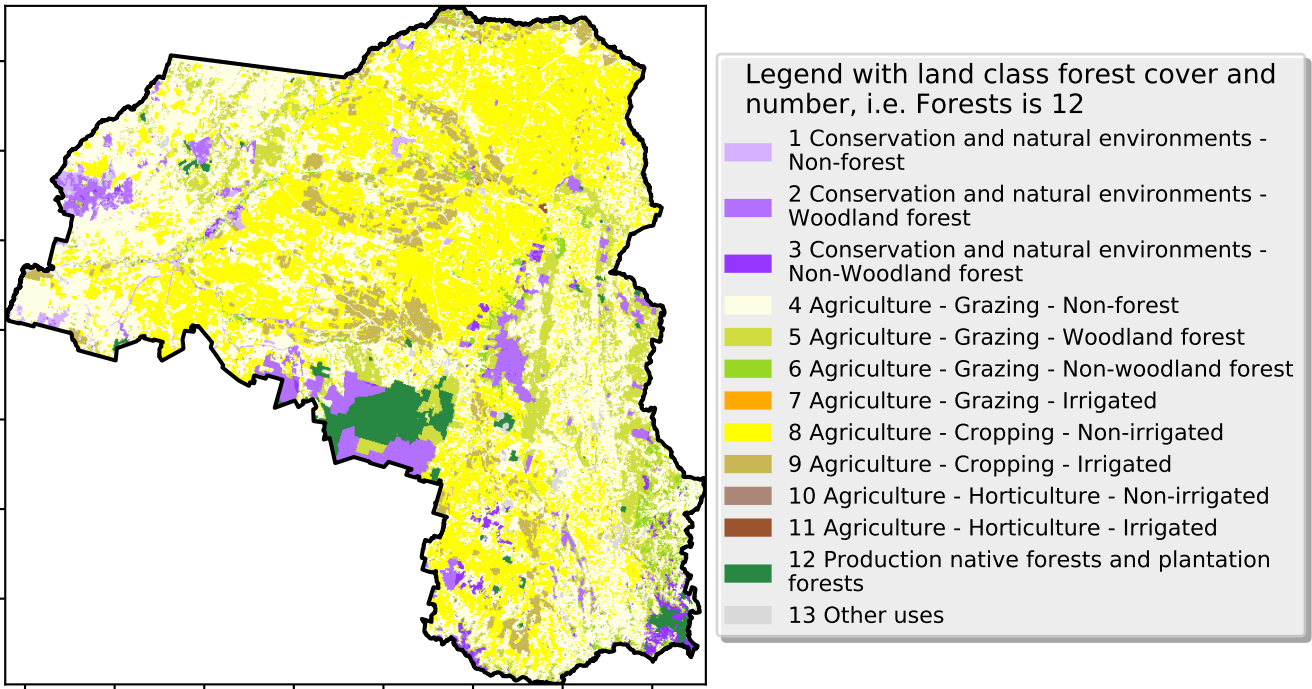 Legend with land class forest cover and
number, i.e. Forests is 12
1 Conservation and natural environments -
Non-forest
2 Conservation and natural environments -
Woodland forest
3 Conservation and natural environments -
Non-Woodland forest
4 Agriculture - Grazing - Non-forest
5 Agriculture - Grazing - Woodland forest
6 Agriculture - Grazing - Non-woodland forest
7 Agriculture - Grazing - Irrigated
8 Agriculture - Cropping - Non-irrigated
9 Agriculture - Cropping - Irrigated
10 Agriculture - Horticulture - Non-irrigated
11 Agriculture - Horticulture - Irrigated
12 Production native forests and plantation
forests
13 Other uses